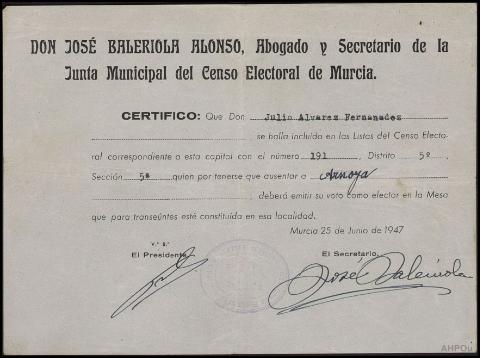 DON JOSÉ BALERIOLA ALONSO, Abogado y Secretario de la
Junta Municipal del Censo Electoral de Murcia.
CERTIFICO: Que Don Julio Alvarez Fernandez
se halla incluido en las Listas del Censo Electo-
ral correspondiente a esta capital con el número 191, Distrito 5º
Sección 5ª quien por tenerse que ausentar a Arnoya
deberá emitir su voto como elector en la Mesa
que para transeúntes esté constituida en esa localidad.
Murcia 25 de Junio de 1947
V.º B.º
El Presidente
El Secretario,
José Baleriola
AHPOu